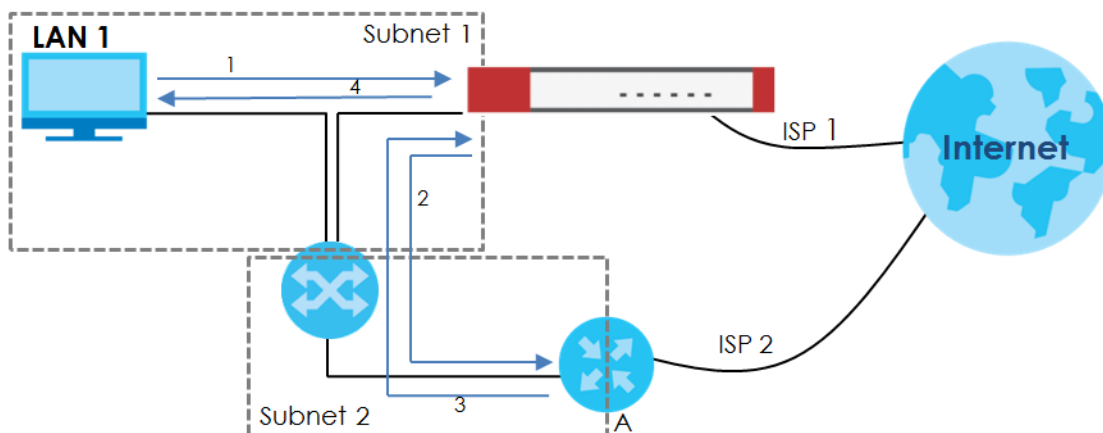 LAN 1
Subnet 1
1
4
ISP 1
Internet
2
ISP 2
Subnet 2
3
A